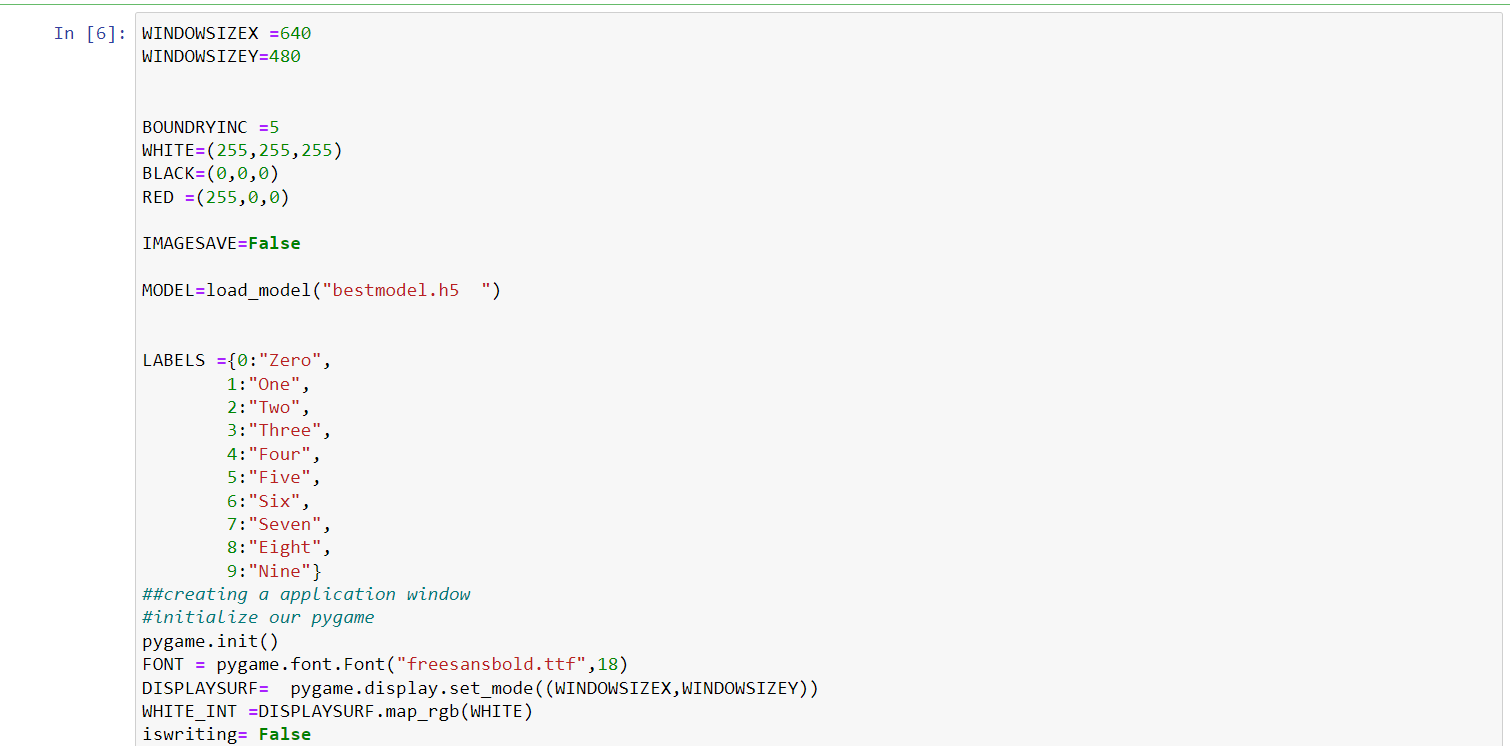 In [6]: WINDOWSIZEX =640
WINDOWSIZEY=480
BOUNDRYINC =5
WHITE=(255,255,255)
BLACK=(0,0,0)
RED =(255,0,0)
IMAGESAVE=False
MODEL=load_model("bestmodel.h5  ")
LABELS ={0:"Zero",
1:"One",
2:"Two",
3:"Three",
4:"Four",
5:"Five",
6:"Six",
7:"Seven",
8:"Eight",
9:"Nine"}
##creating a application window
#initialize our pygame
pygame.init()
FONT = pygame.font.Font("freesansbold.ttf",18)
DISPLAYSURF=  pygame.display.set_mode((WINDOWSIZEX,WINDOWSIZEY))
WHITE_INT =DISPLAYSURF.map_rgb(WHITE)
iswriting= False